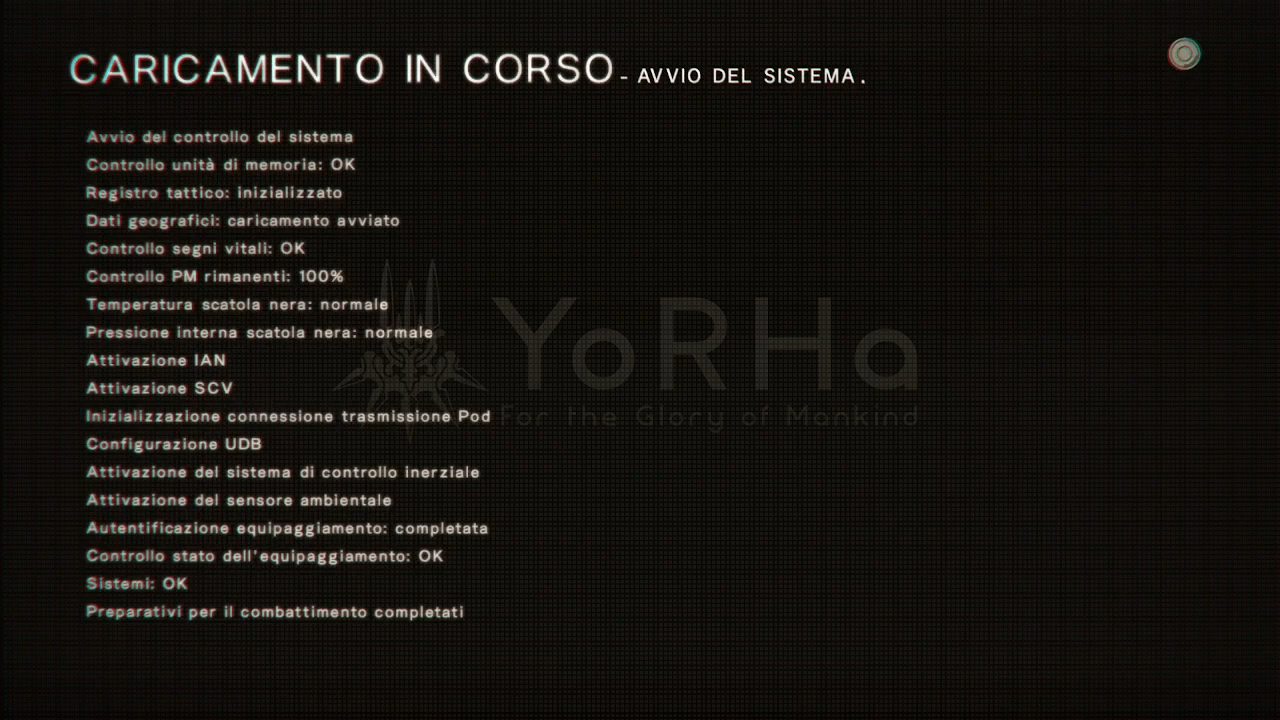 CARICAMENTO IN CORSO - AVVIO DEL SISTEMA.
Avvio del controllo del sistema
Controllo unità di memoria: OK
Registro tattico: inizializzato
Dati geografici: caricamento avviato
Controllo segni vitali: OK
Controllo PM rimanenti: 100%
Temperatura scatola nera: normale
Pressione interna scatola nera: normale
Attivazione IAN
Attivazione SCV
Inizializzazione connessione trasmissione Pod
Configurazione UDB
Attivazione del sistema di controllo inerziale
Attivazione del sensore ambientale
Autentificazione equipaggiamento: completata
Controllo stato dell'equipaggiamento: OK
Sistemi: OK
Preparativi per il combattimento completati
YoRHa
For the Glory of Mankind